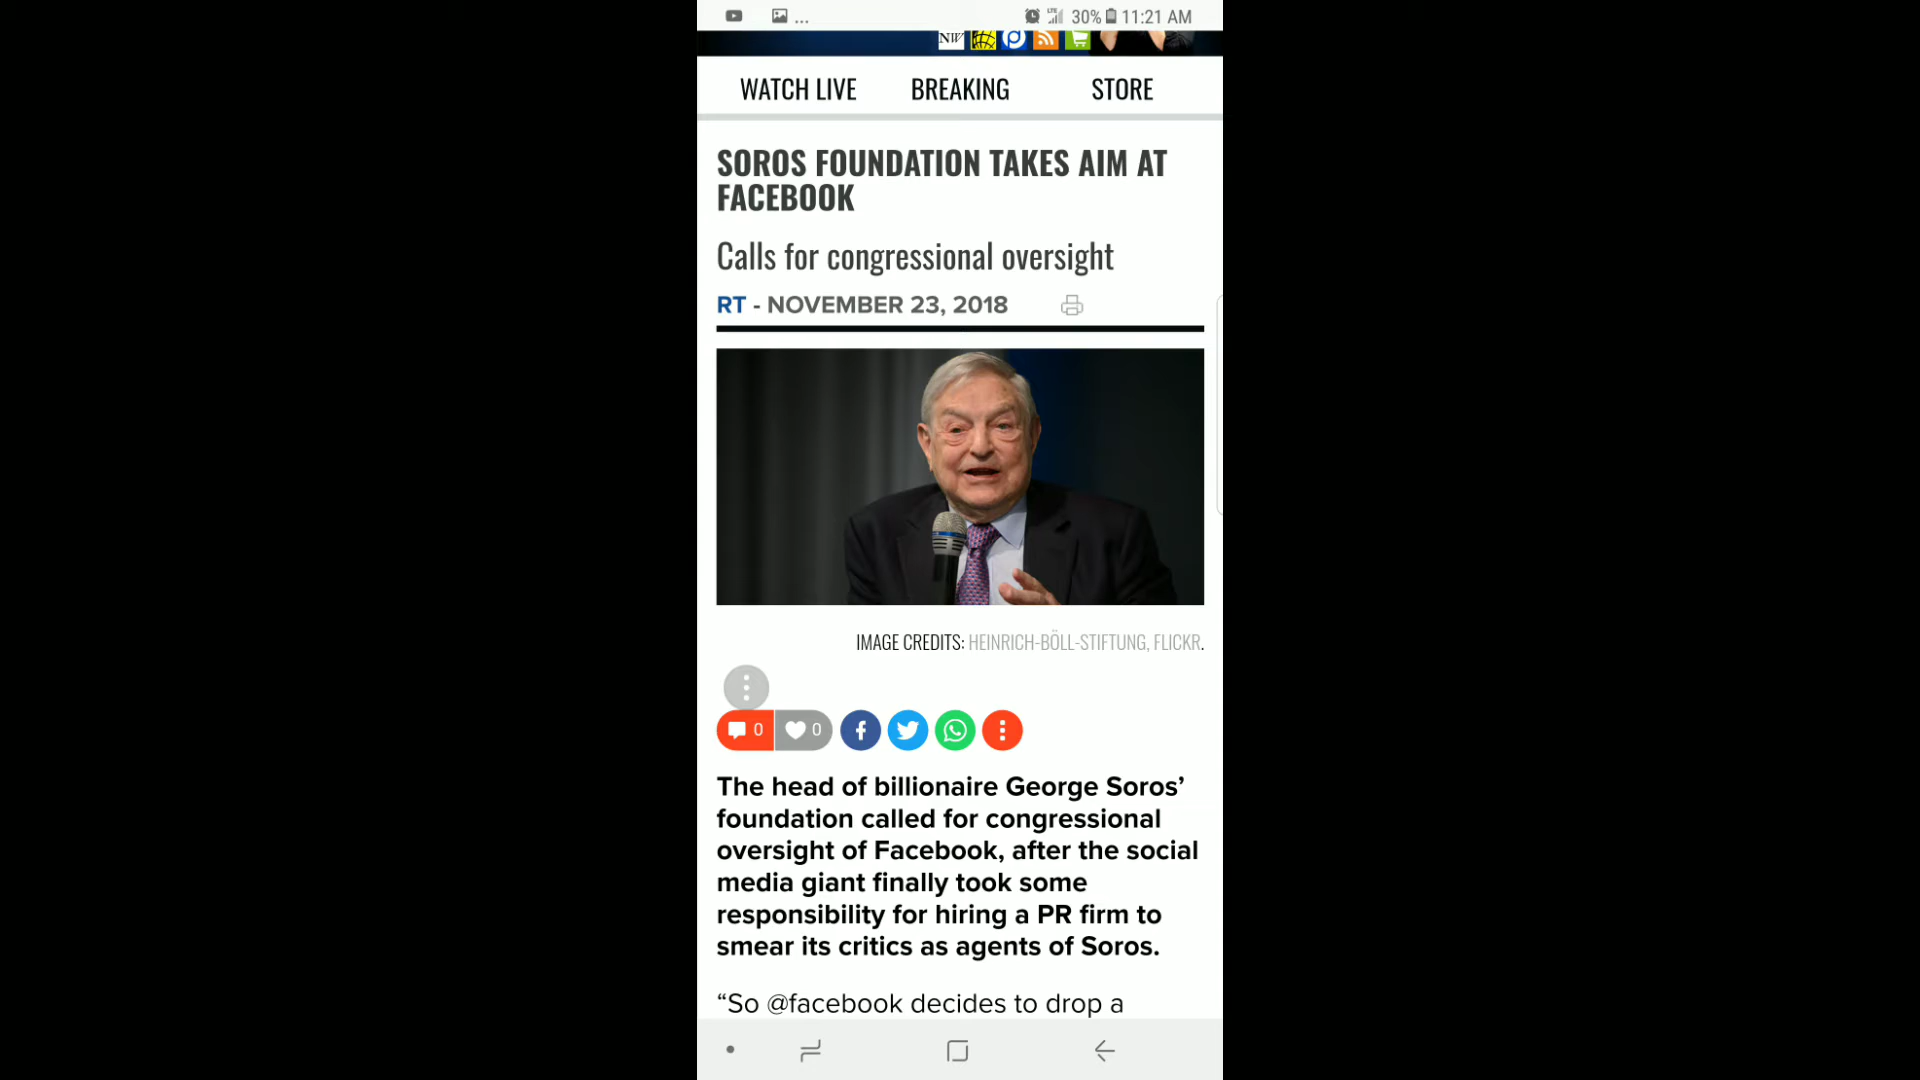 ... 30% 11:21 AM
NW
WATCH LIVE BREAKING STORE
SOROS FOUNDATION TAKES AIM AT
FACEBOOK
Calls for congressional oversight
RT - NOVEMBER 23, 2018
IMAGE CREDITS: HEINRICH-BÖLL-STIFTUNG, FLICKR.
0 0
The head of billionaire George Soros’
foundation called for congressional
oversight of Facebook, after the social
media giant finally took some
responsibility for hiring a PR firm to
smear its critics as agents of Soros.
“So @facebook decides to drop a